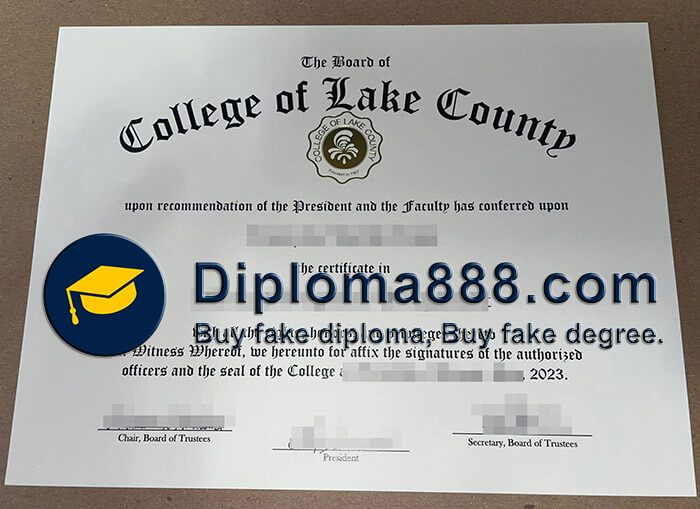 The Board of
College of Lake County
COLLEGE OF LAKE COUNTY
Founded in 1967
upon recommendation of the President and the Faculty has conferred upon
The certificate in
Diploma888.com
Buy fake diploma, Buy fake degree.
Witness Whereof, we hereunto for affix the signatures of the authorized
officers and the seal of the College a , 2023.
Chair, Board of Trustees
President
Secretary, Board of Trustees